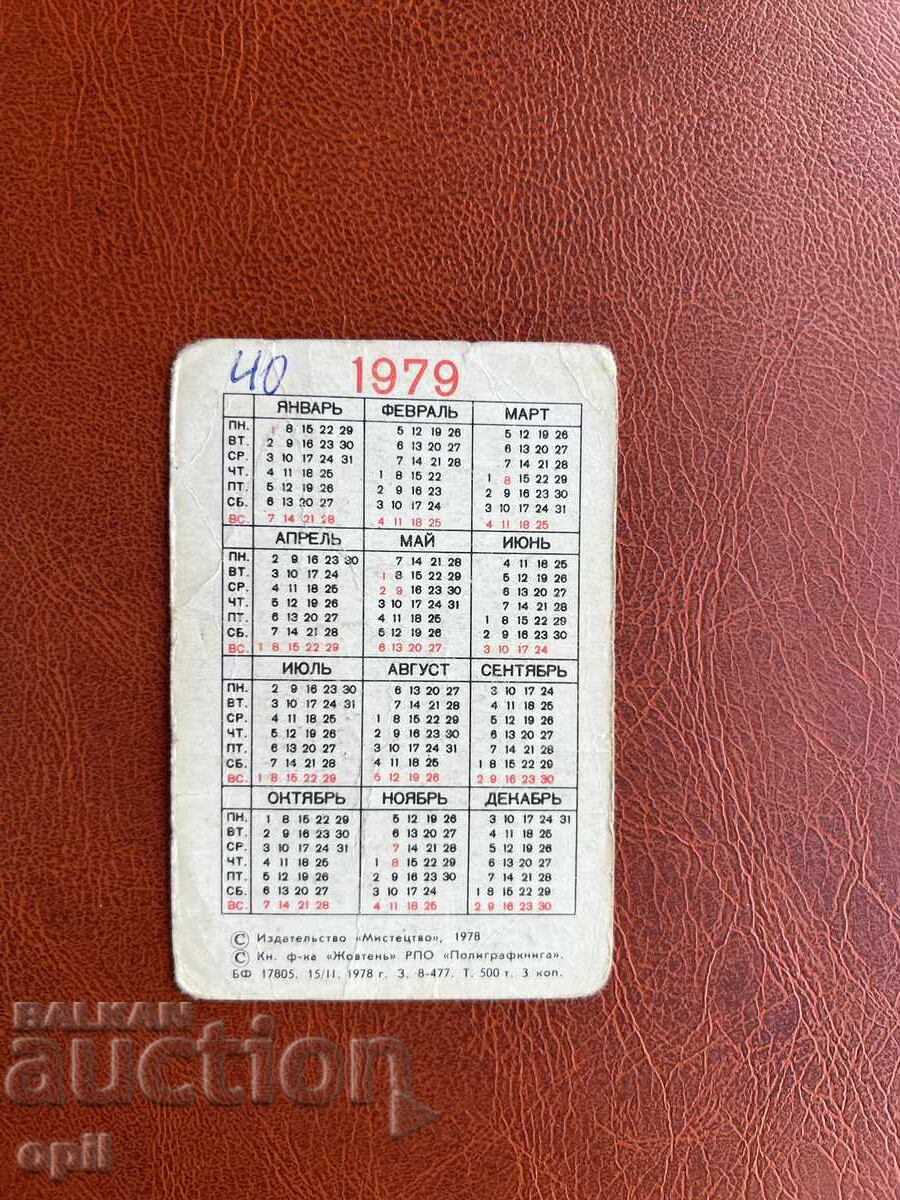 40 1979
ЯНВАРЬ ФЕВРАЛЬ МАРТ
ПН. 1 8 15 22 29 5 12 19 26 5 12 19 26
ВТ. 2 9 16 23 30 6 13 20 27 6 13 20 27
СР. 3 10 17 24 31 7 14 21 28 7 14 21 28
ЧТ. 4 11 18 25 1 8 15 22 1 8 15 22 29
ПТ. 5 12 19 26 2 9 16 23 2 9 16 23 30
СБ. 6 13 20 27 3 10 17 24 3 10 17 24 31
ВС. 7 14 21 28 4 11 18 25 4 11 18 25
АПРЕЛЬ МАЙ ИЮНЬ
ПН. 2 9 16 23 30 7 14 21 28 4 11 18 25
ВТ. 3 10 17 24 1 8 15 22 29 5 12 19 26
СР. 4 11 18 25 2 9 16 23 30 6 13 20 27
ЧТ. 5 12 19 26 3 10 17 24 31 7 14 21 28
ПТ. 6 13 20 27 4 11 18 25 1 8 15 22 29
СБ. 7 14 21 28 5 12 19 26 2 9 16 23 30
ВС. 1 8 15 22 29 6 13 20 27 3 10 17 24
ИЮЛЬ АВГУСТ СЕНТЯБРЬ
ПН. 2 9 16 23 30 6 13 20 27 3 10 17 24
ВТ. 3 10 17 24 31 7 14 21 28 4 11 18 25
СР. 4 11 18 25 1 8 15 22 29 5 12 19 26
ЧТ. 5 12 19 26 2 9 16 23 30 6 13 20 27
ПТ. 6 13 20 27 3 10 17 24 31 7 14 21 28
СБ. 7 14 21 28 4 11 18 25 1 8 15 22 29
ВС. 1 8 15 22 29 5 12 19 26 2 9 16 23 30
ОКТЯБРЬ НОЯБРЬ ДЕКАБРЬ
ПН. 1 8 15 22 29 5 12 19 26 3 10 17 24 31
ВТ. 2 9 16 23 30 6 13 20 27 4 11 18 25
СР. 3 10 17 24 31 7 14 21 28 5 12 19 26
ЧТ. 4 11 18 25 1 8 15 22 29 6 13 20 27
ПТ. 5 12 19 26 2 9 16 23 30 7 14 21 28
СБ. 6 13 20 27 3 10 17 24 1 8 15 22 29
ВС. 7 14 21 28 4 11 18 25 2 9 16 23 30
© Издательство «Мистецтво», 1978
© Кн. ф-ка «Жовтень» РПО «Полиграфкнига».
БФ 17805. 15/II. 1978 г. З. 8-477. Т. 500 т. 3 коп.
BALKAN
auction
opil